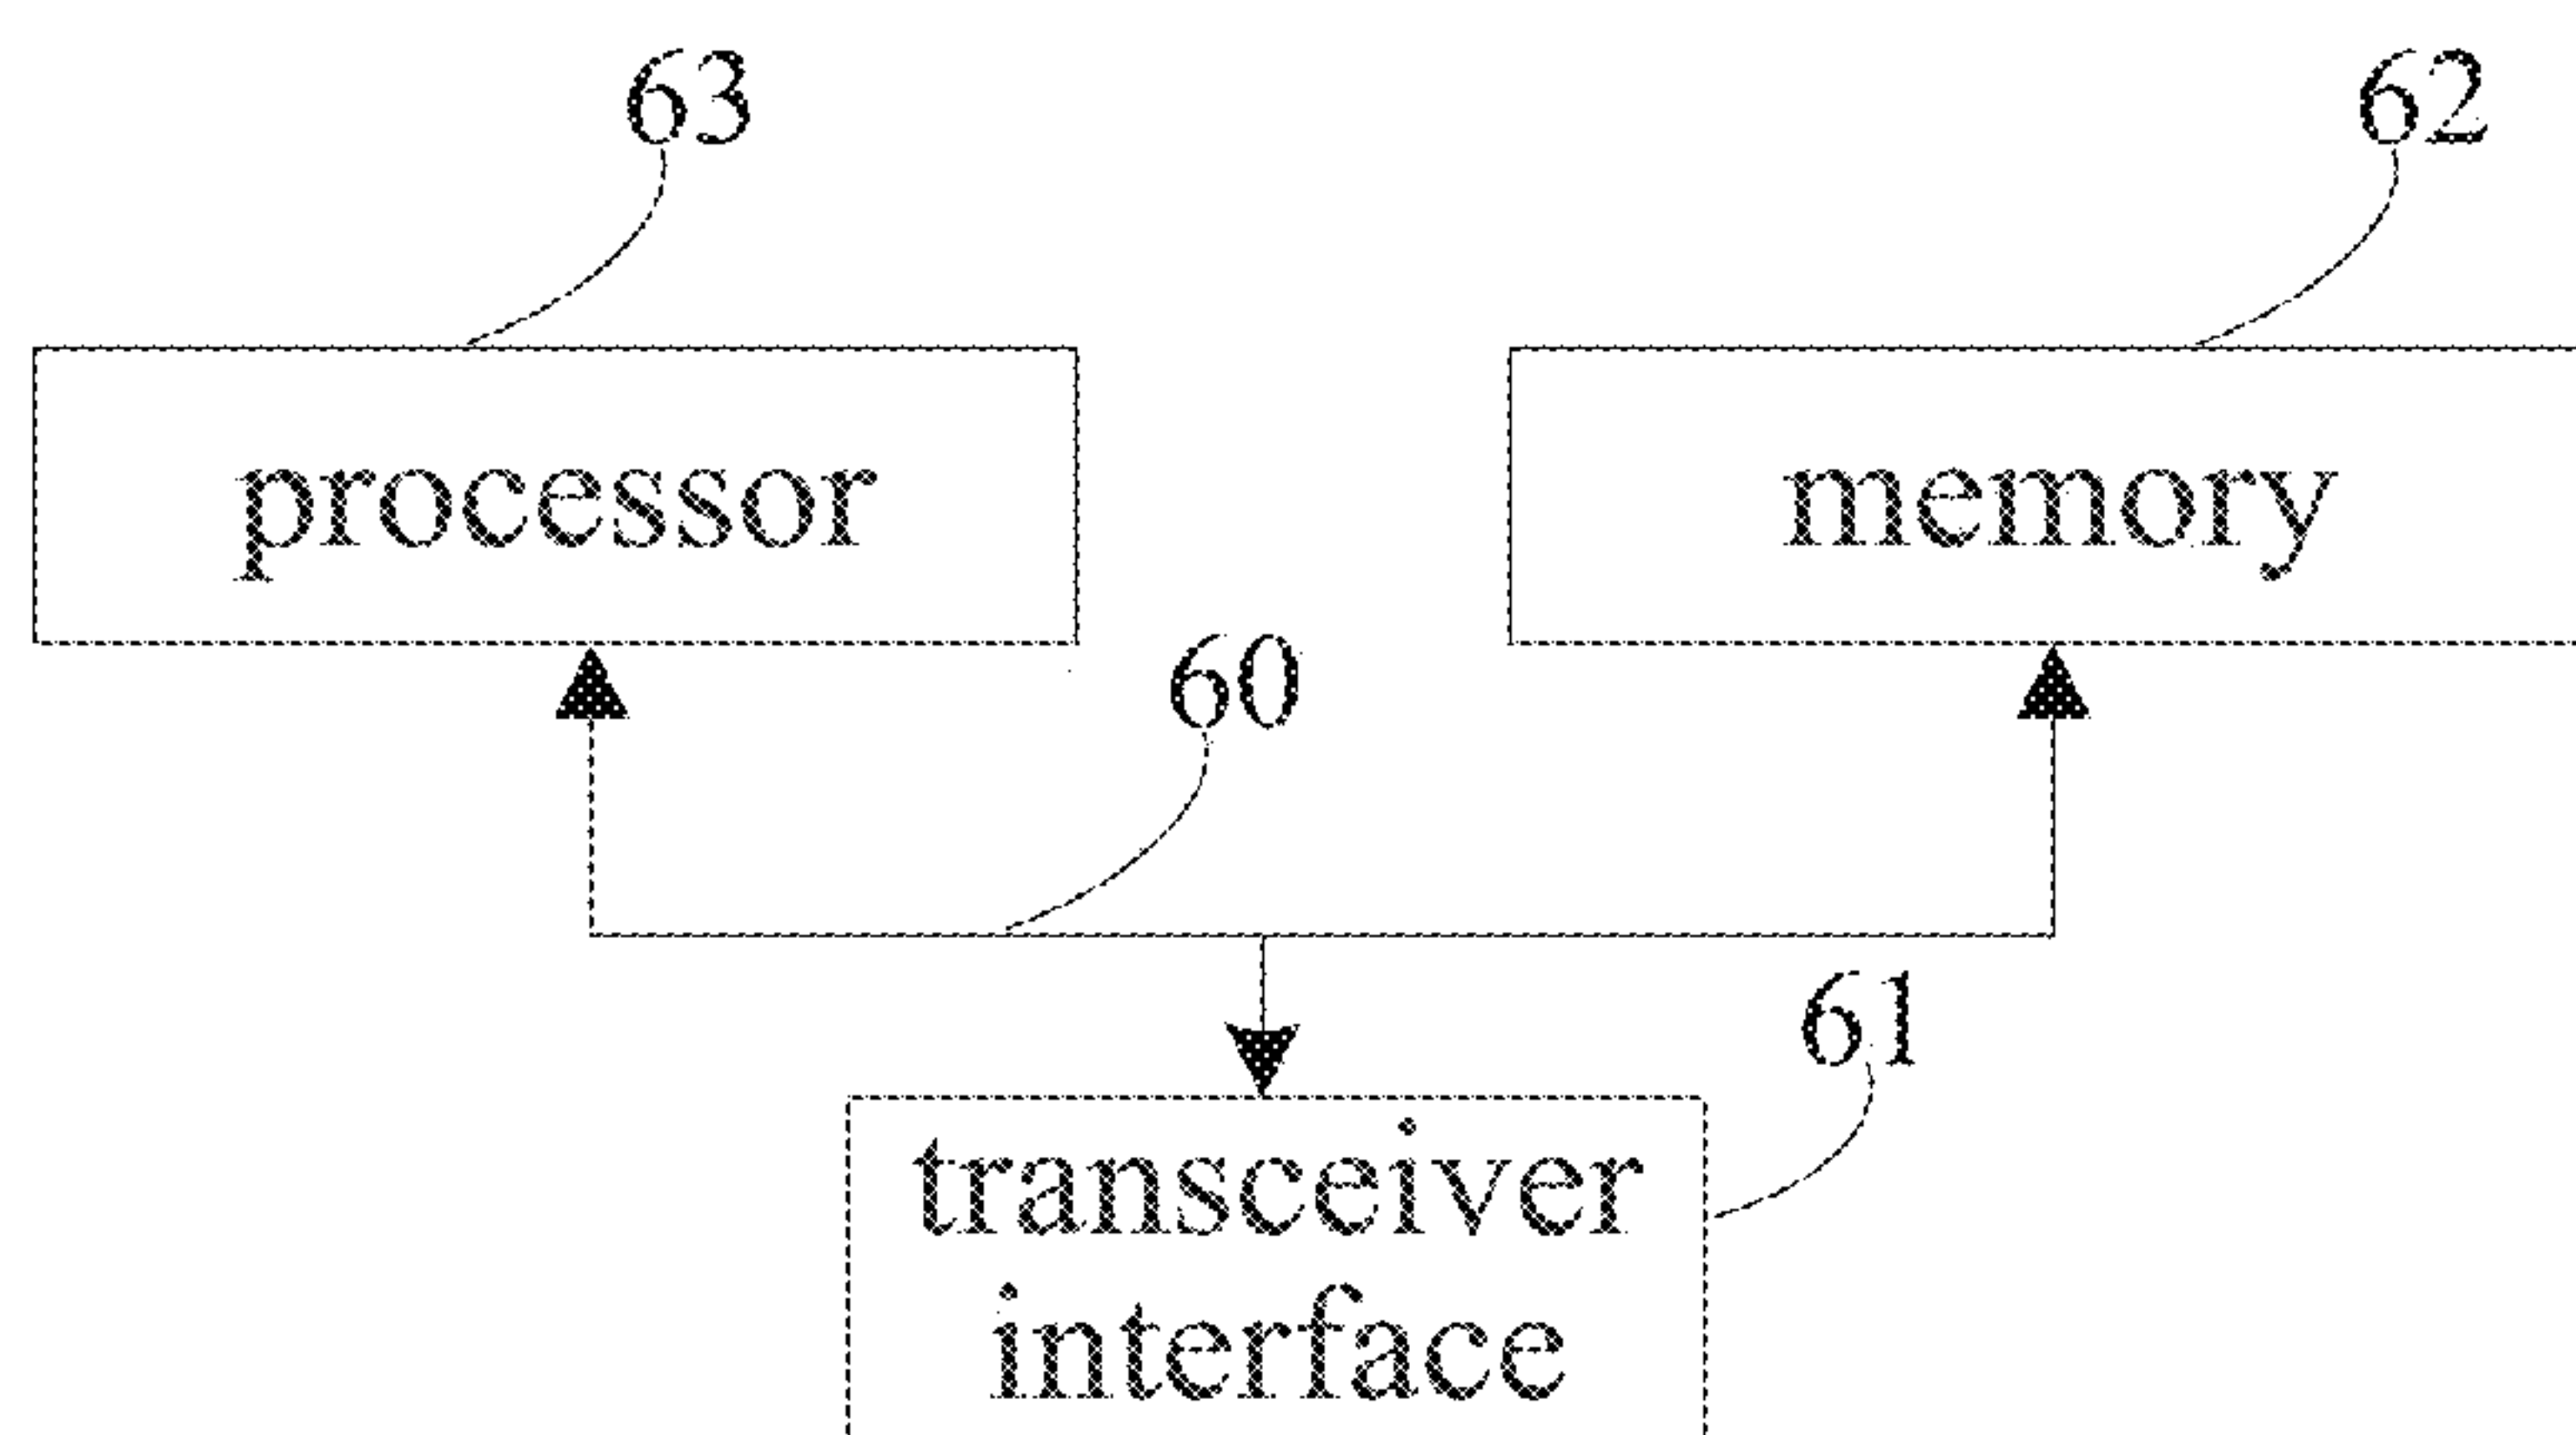 63
62
processor
memory
60
61
transceiver
interface